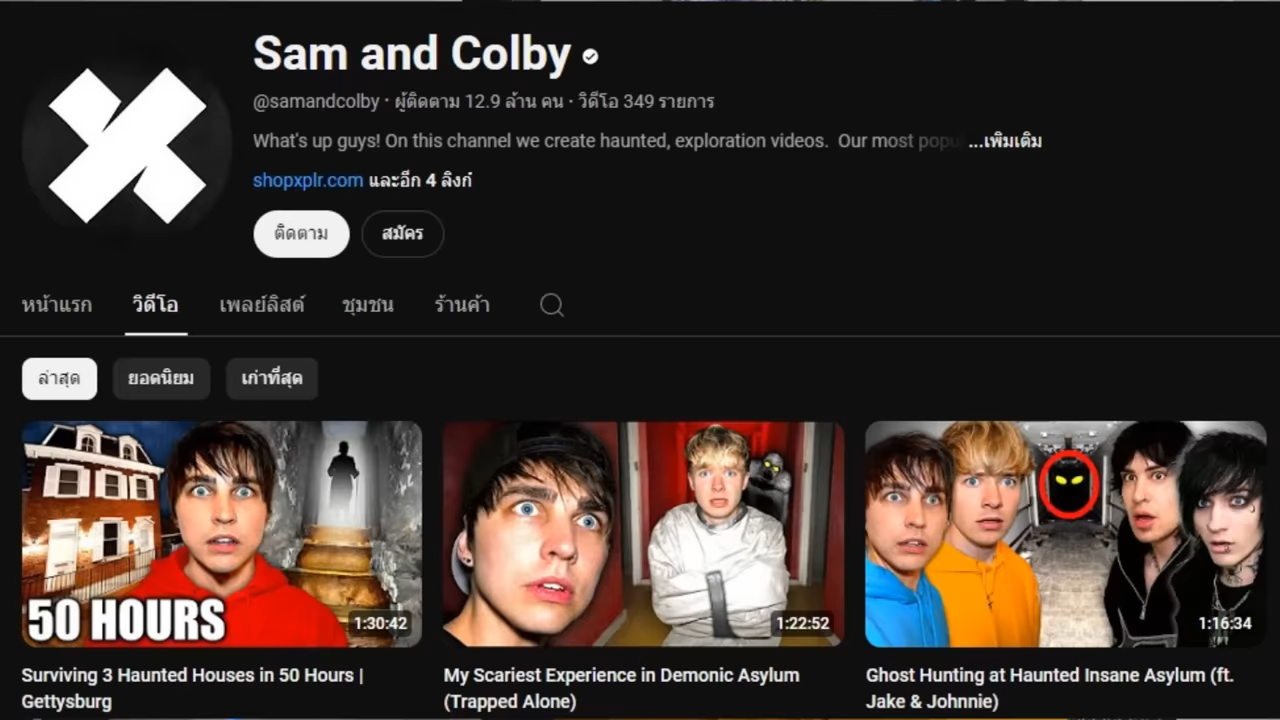 Sam and Colby
@samandcolby · ผู้ติดตาม 12.9 ล้าน คน · วิดีโอ 349 รายการ
What's up guys! On this channel we create haunted, exploration videos. Our most popu ...เพิ่มเติม
shopxplr.com และอีก 4 ลิงก์
ติดตาม สมัคร
หน้าแรก วิดีโอ เพลย์ลิสต์ ชุมชน ร้านค้า
ล่าสุด ยอดนิยม เก่าที่สุด
50 HOURS 1:30:42 1:22:52 1:16:34
Surviving 3 Haunted Houses in 50 Hours |
Gettysburg
My Scariest Experience in Demonic Asylum
(Trapped Alone)
Ghost Hunting at Haunted Insane Asylum (ft.
Jake & Johnnie)